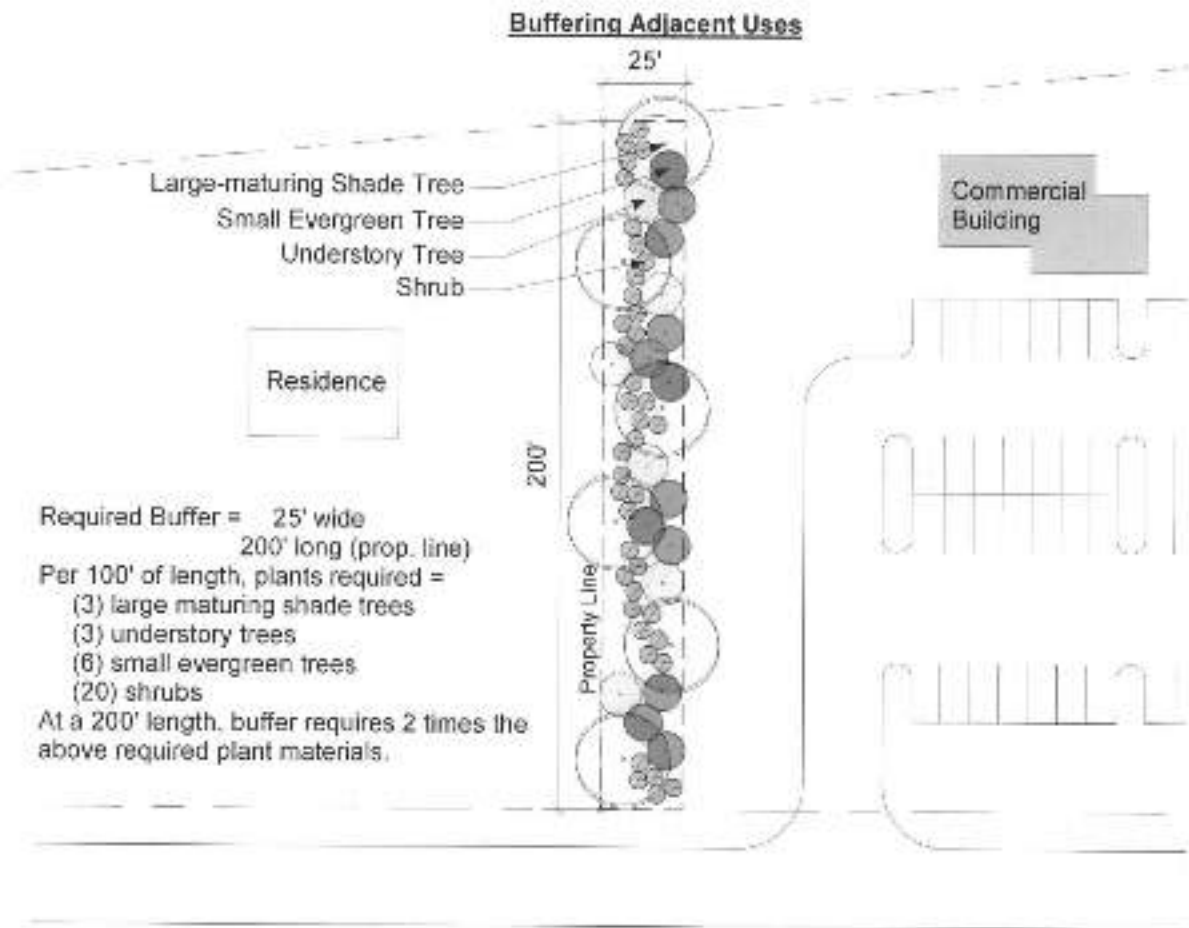 Buffering Adjacent Uses
25'
Large-maturing Shade Tree
Small Evergreen Tree
Understory Tree
Shrub
Commercial
Building
Residence
200'
Property Line
Required Buffer = 25' wide
200' long (prop. line)
Per 100' of length, plants required =
(3) large maturing shade trees
(3) understory trees
(6) small evergreen trees
(20) shrubs
At a 200' length, buffer requires 2 times the
above required plant materials.